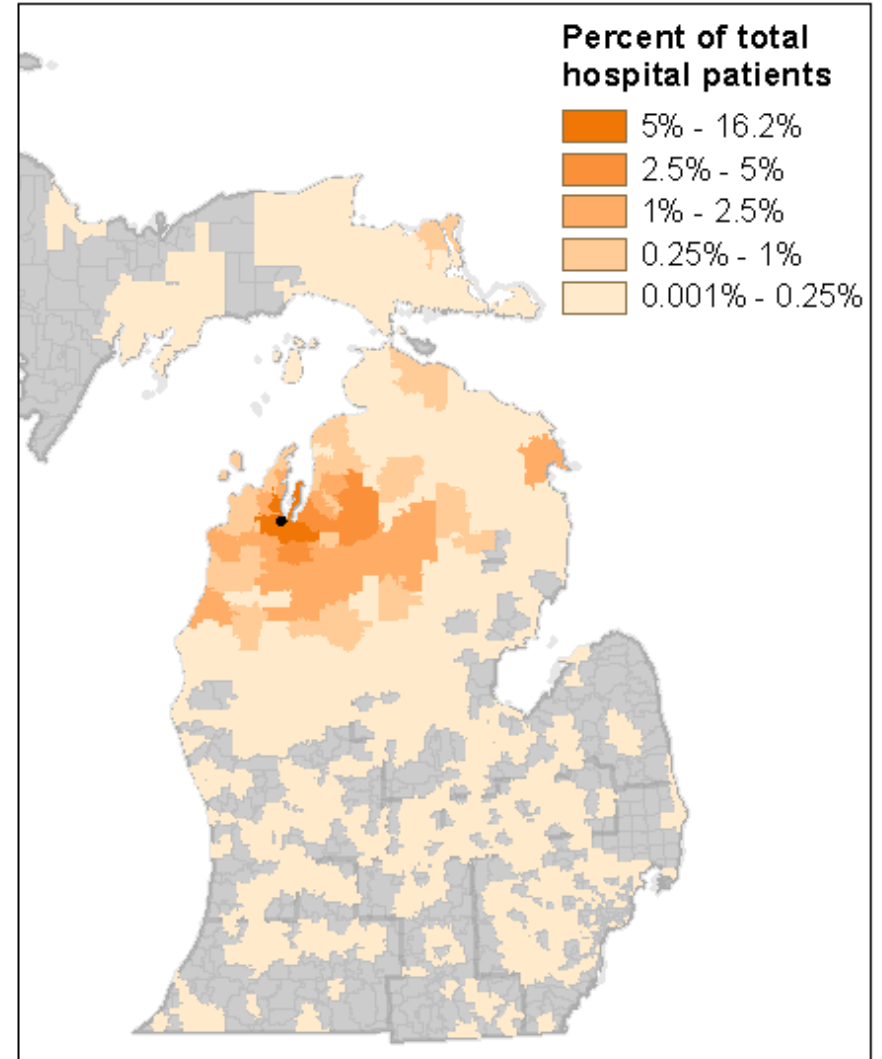 Percent of total
hospital patients
5% - 16.2%
2.5% - 5%
1% - 2.5%
0.25% - 1%
0.001% - 0.25%